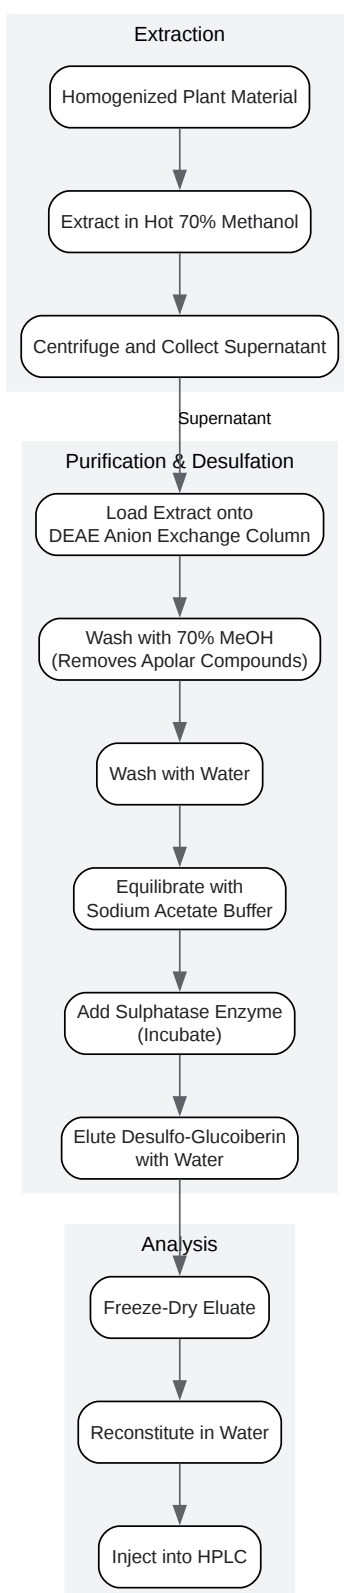 Extraction
Homogenized Plant Material
Extract in Hot 70% Methanol
Centrifuge and Collect Supernatant
Supernatant
Purification & Desulfation
Load Extract onto
DEAE Anion Exchange Column
Wash with 70% MeOH
(Removes Apolar Compounds)
Wash with Water
Equilibrate with
Sodium Acetate Buffer
Add Sulphatase Enzyme
(Incubate)
Elute Desulfo-Glucoiberin
with Water
Analysis
Freeze-Dry Eluate
Reconstitute in Water
Inject into HPLC